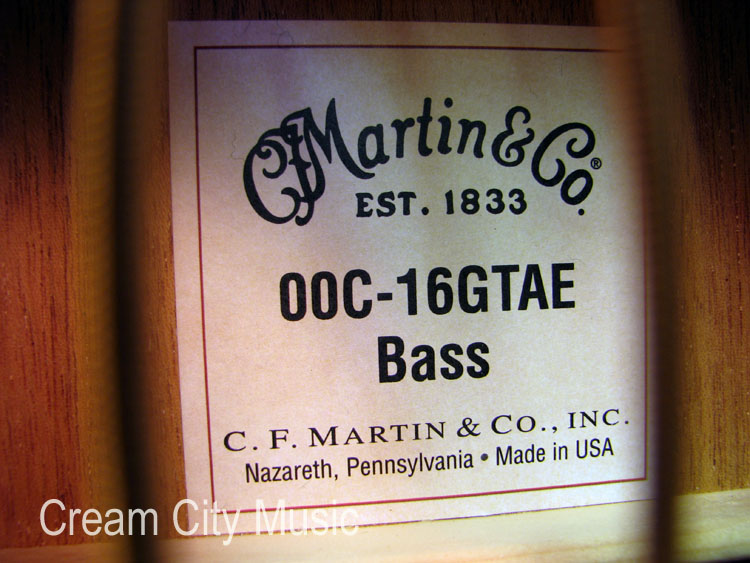 CFMartin & Co.®
EST. 1833
00C-16GTAE
Bass
C. F. MARTIN & CO., INC.
Nazareth, Pennsylvania • Made in USA
Cream City Music